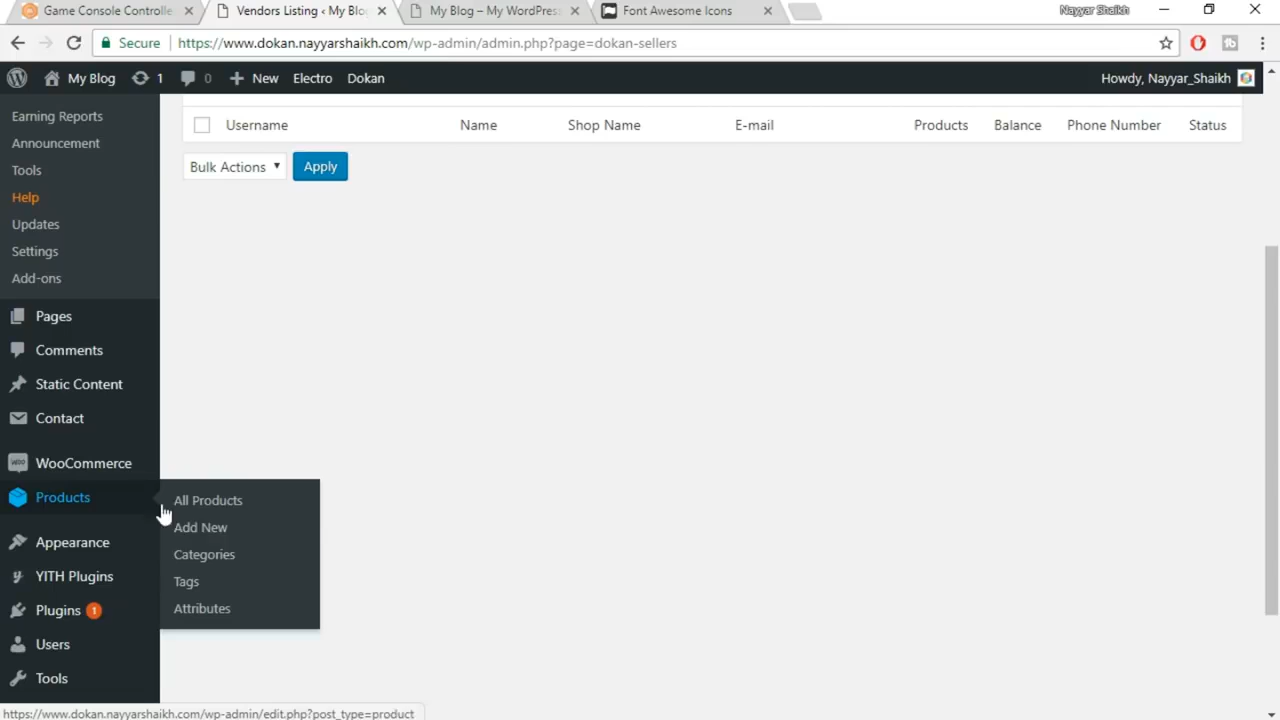 Game Console Controlle
Vendors Listing ‹ My Blo
My Blog – My WordPres
Font Awesome Icons
Nayyar Shaikh
Secure
https://www.dokan.nayyarshaikh.com/wp-admin/admin.php?page=dokan-sellers
My Blog
1
0
New
Electro
Dokan
Howdy, Nayyar_Shaikh
Earning Reports
Announcement
Tools
Help
Updates
Settings
Add-ons
Pages
Comments
Static Content
Contact
WooCommerce
Products
Appearance
YITH Plugins
Plugins 1
Users
Tools
All Products
Add New
Categories
Tags
Attributes
Username Name Shop Name E-mail Products Balance Phone Number Status
Bulk Actions Apply
https://www.dokan.nayyarshaikh.com/wp-admin/edit.php?post_type=product